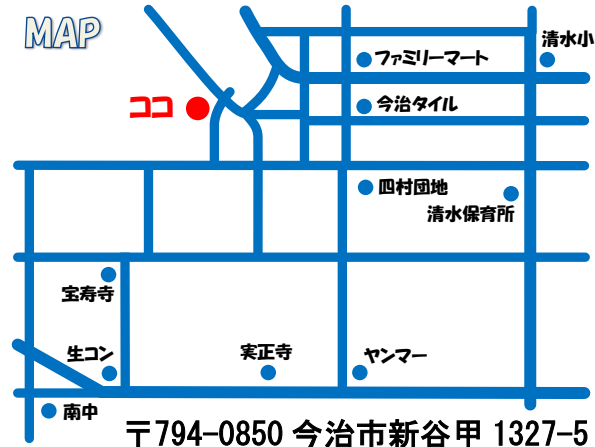 MAP
清水小
ファミリーマート
ココ
今治タイル
四村団地
清水保育所
宝寿寺
生コン
実正寺
ヤンマー
南中
〒794-0850 今治市新谷甲 1327-5